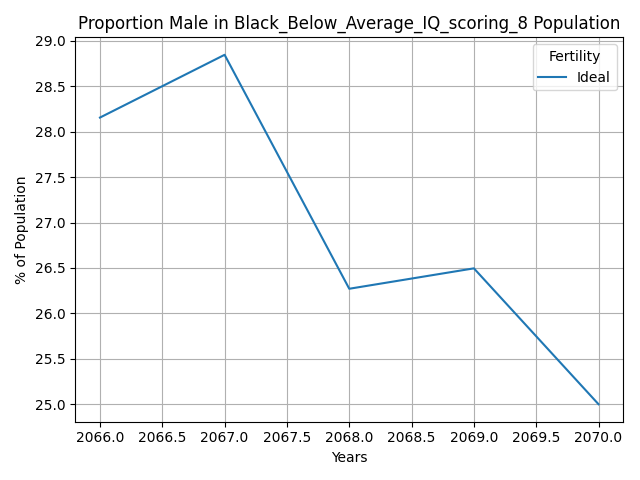 Proportion Male in Black_Below_Average_IQ_scoring_8 Population
Fertility
Ideal
% of Population
29.0
28.5
28.0
27.5
27.0
26.5
26.0
25.5
25.0
2066.0 2066.5 2067.0 2067.5 2068.0 2068.5 2069.0 2069.5 2070.0
Years